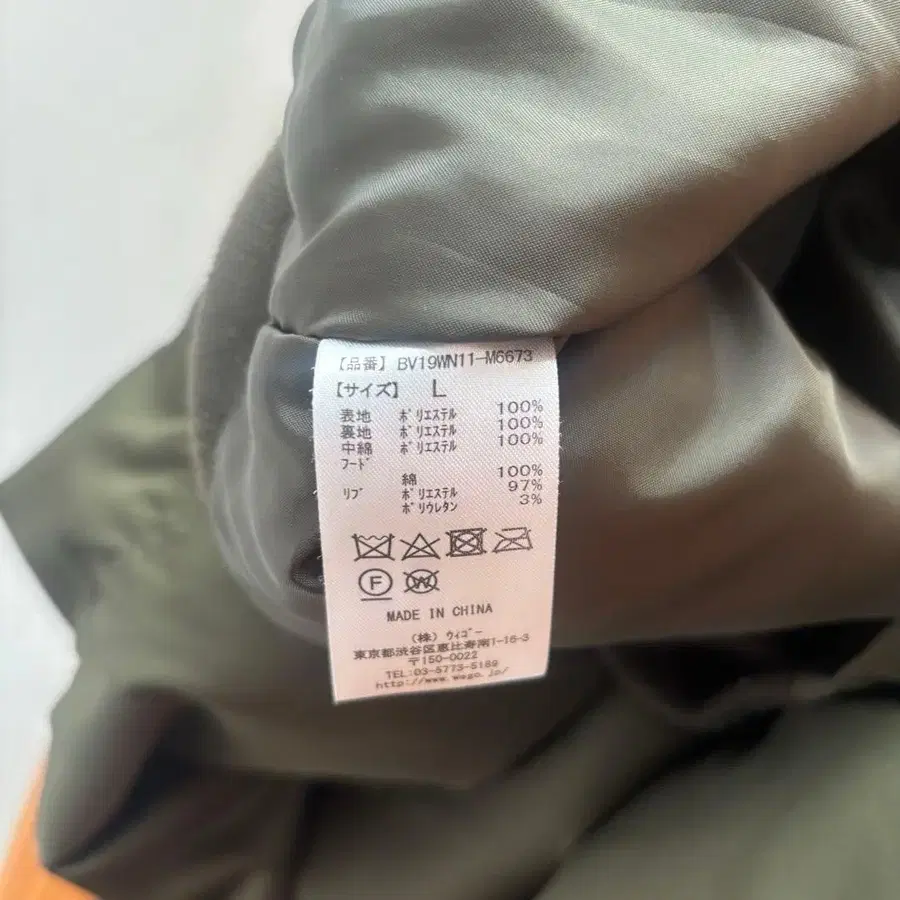 【品番】 BV19WN11-M6673
【サイズ】 L
表地 ポリエステル 100%
裏地 ポリエステル 100%
中綿 ポリエステル 100%
フード
綿 100%
リブ ポリエステル 97%
ポリウレタン 3%
F W
MADE IN CHINA
(株) ウィゴー
東京都渋谷区恵比寿南1-16-3
〒150-0022
TEL:03-5773-5189
http://www.wego.jp/